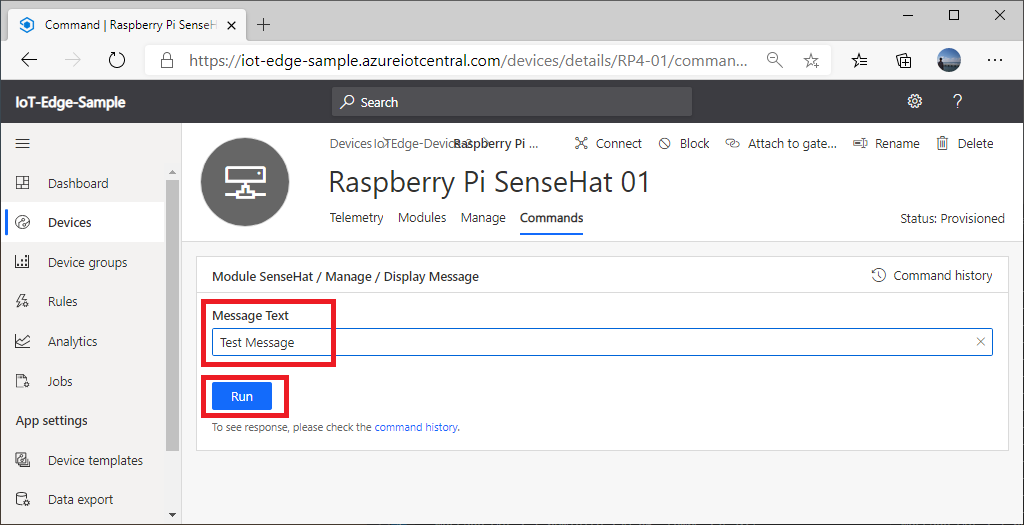 Command | Raspberry Pi SenseH
https://iot-edge-sample.azureiotcentral.com/devices/details/RP4-01/comman...
IoT-Edge-Sample
Search
?
Dashboard
Devices
Device groups
Rules
Analytics
Jobs
App settings
Device templates
Data export
Devices IoTEdge-Device Raspberry Pi ...
Connect
Block
Attach to gate...
Rename
Delete
Raspberry Pi SenseHat 01
Telemetry Modules Manage Commands
Status: Provisioned
Module SenseHat / Manage / Display Message
Command history
Message Text
Test Message
Run
To see response, please check the command history.